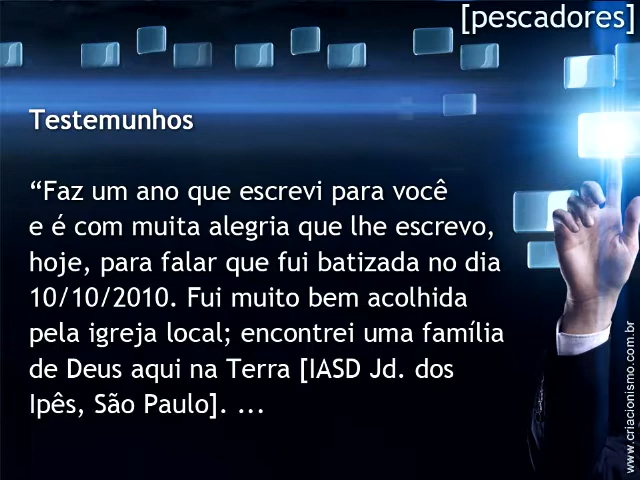 [pescadores]
Testemunhos
“Faz um ano que escrevi para você
e é com muita alegria que lhe escrevo,
hoje, para falar que fui batizada no dia
10/10/2010. Fui muito bem acolhida
pela igreja local; encontrei uma família
de Deus aqui na Terra [IASD Jd. dos
Ipês, São Paulo]. ...
www.criacionismo.com.br